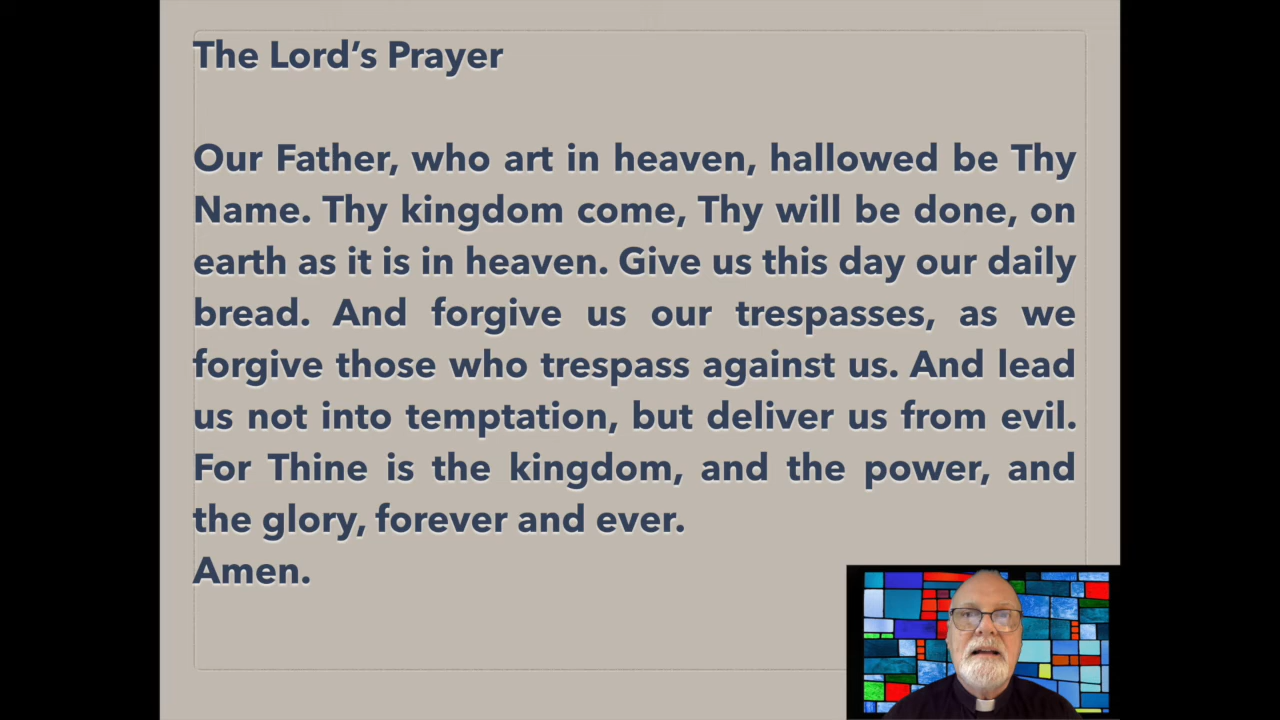 The Lord’s Prayer
Our Father, who art in heaven, hallowed be Thy
Name. Thy kingdom come, Thy will be done, on
earth as it is in heaven. Give us this day our daily
bread. And forgive us our trespasses, as we
forgive those who trespass against us. And lead
us not into temptation, but deliver us from evil.
For Thine is the kingdom, and the power, and
the glory, forever and ever.
Amen.